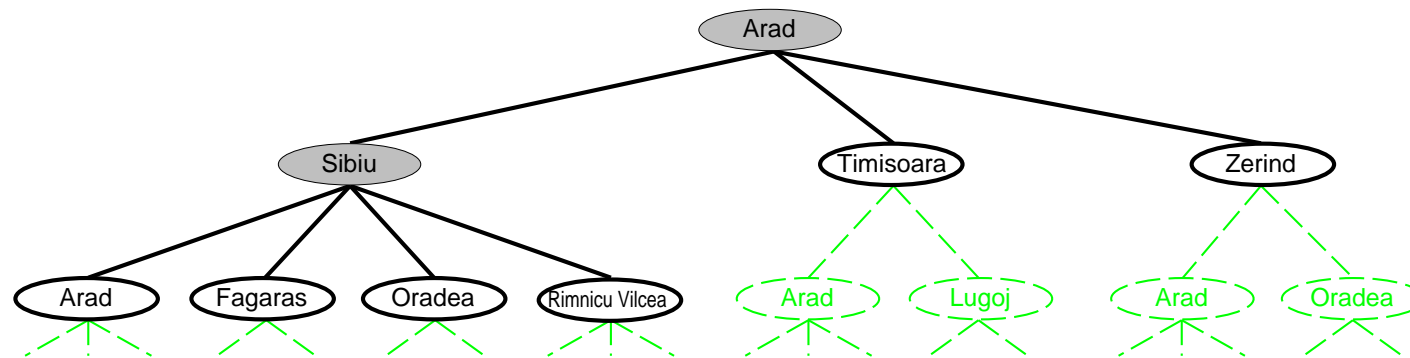 Arad
Sibiu
Timisoara
Zerind
Arad
Fagaras
Oradea
Rimnicu Vilcea
Arad
Lugoj
Arad
Oradea